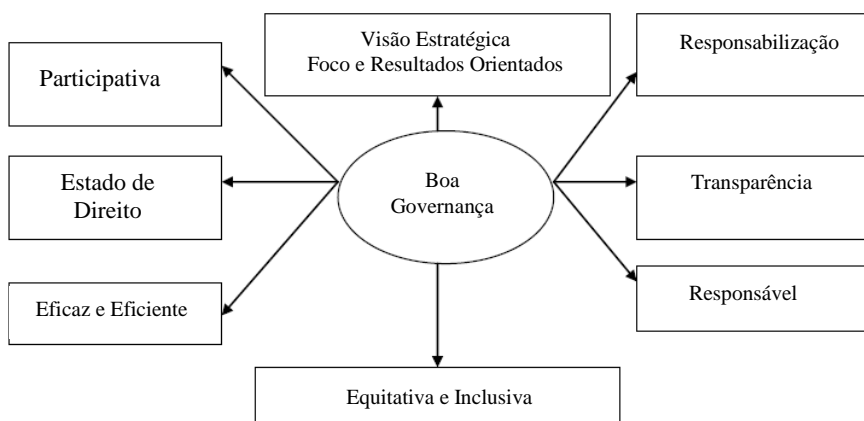 Visão Estratégica
Foco e Resultados Orientados
Responsabilização
Participativa
Estado de
Direito
Boa
Governança
Transparência
Eficaz e Eficiente
Responsável
Equitativa e Inclusiva